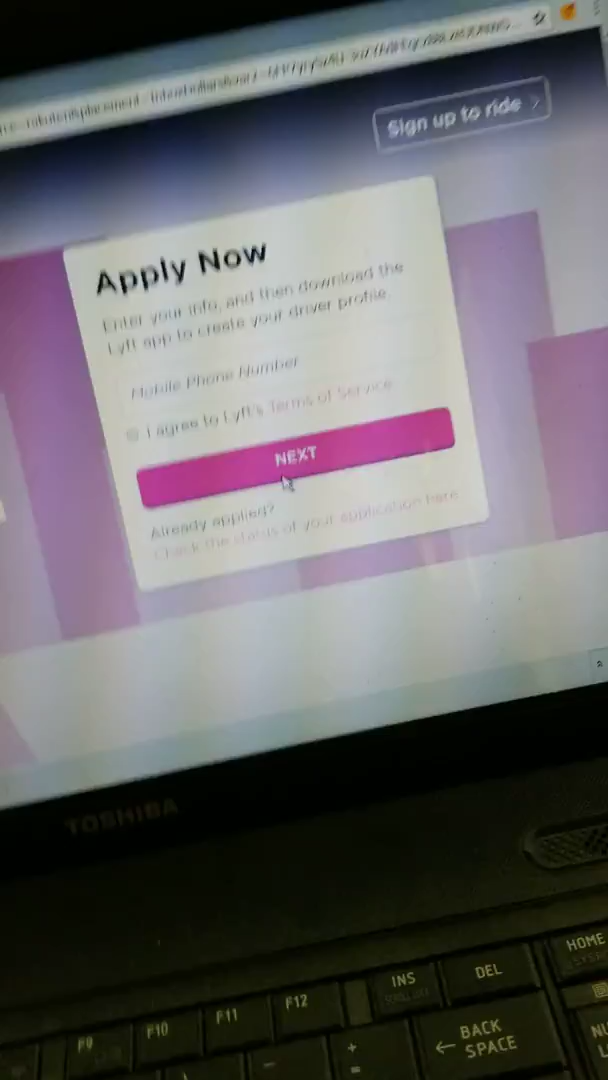 Sign up to ride
Apply Now
Enter your info, and then download the
Lyft app to create your driver profile.
Mobile Phone Number
I agree to Lyft's Terms of Service
NEXT
Already applied?
Check the status of your application here
TOSHIBA
INS
DEL
HOME
F9
F10
F11
F12
← BACK
SPACE